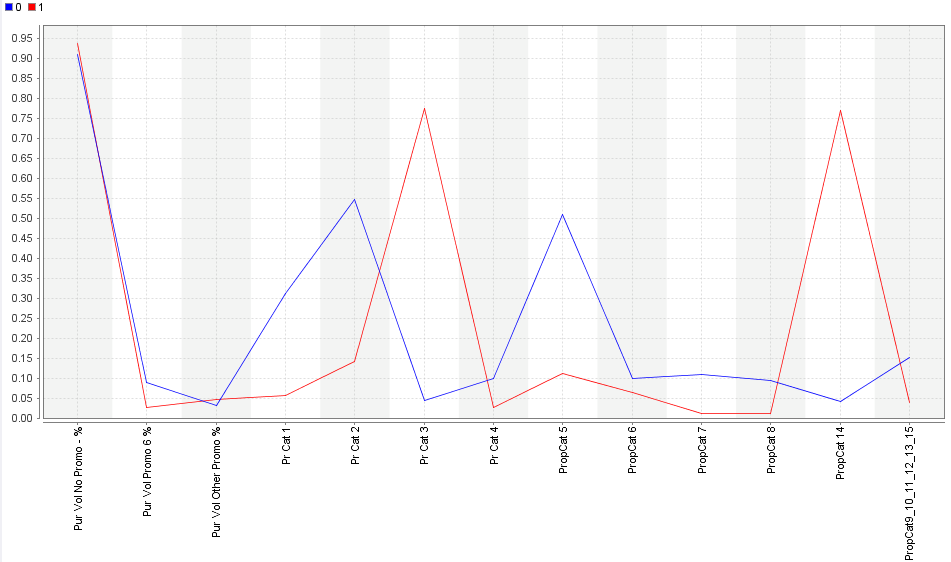 0 1
0.95
0.90
0.85
0.80
0.75
0.70
0.65
0.60
0.55
0.50
0.45
0.40
0.35
0.30
0.25
0.20
0.15
0.10
0.05
0.00
Pur Vol No Promo - %
Pur Vol Promo 6 %
Pur Vol Other Promo %
Pr Cat 1
Pr Cat 2
Pr Cat 3
Pr Cat 4
PropCat 5
PropCat 6
PropCat 7
PropCat 8
PropCat 14
PropCat9_10_11_12_13_15